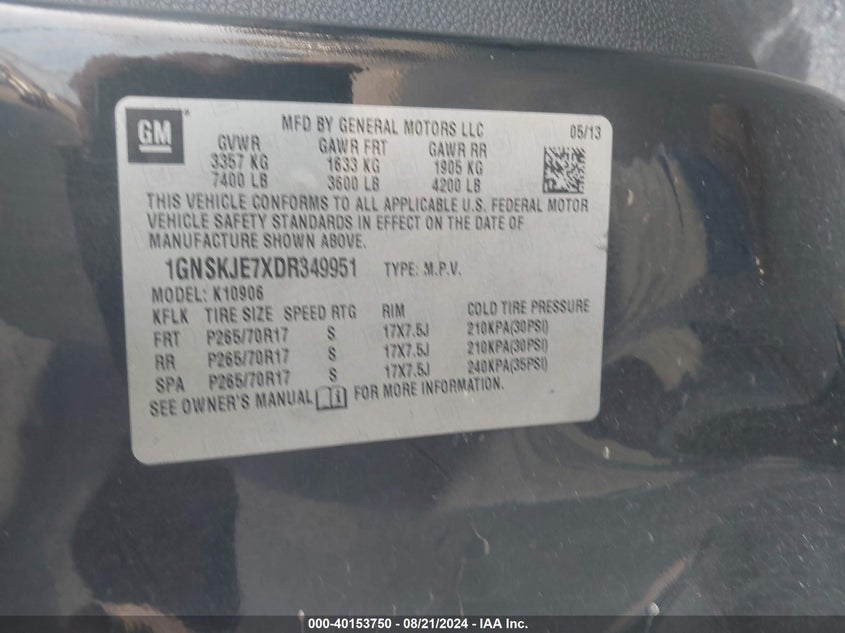 GM
MFD BY GENERAL MOTORS LLC 05/13
GVWR GAWR FRT GAWR RR
3357 KG 1633 KG 1905 KG
7400 LB 3600 LB 4200 LB
THIS VEHICLE CONFORMS TO ALL APPLICABLE U.S. FEDERAL MOTOR
VEHICLE SAFETY STANDARDS IN EFFECT ON THE DATE OF
MANUFACTURE SHOWN ABOVE.
1GNSKJE7XDR349951 TYPE: M.P.V.
MODEL: K10906
KFLK TIRE SIZE SPEED RTG RIM COLD TIRE PRESSURE
FRT P265/70R17 S 17X7.5J 210KPA(30PSI)
RR P265/70R17 S 17X7.5J 210KPA(30PSI)
SPA P265/70R17 S 17X7.5J 240KPA(35PSI)
SEE OWNER'S MANUAL i FOR MORE INFORMATION.
000-40153750 - 08/21/2024 - IAA Inc.